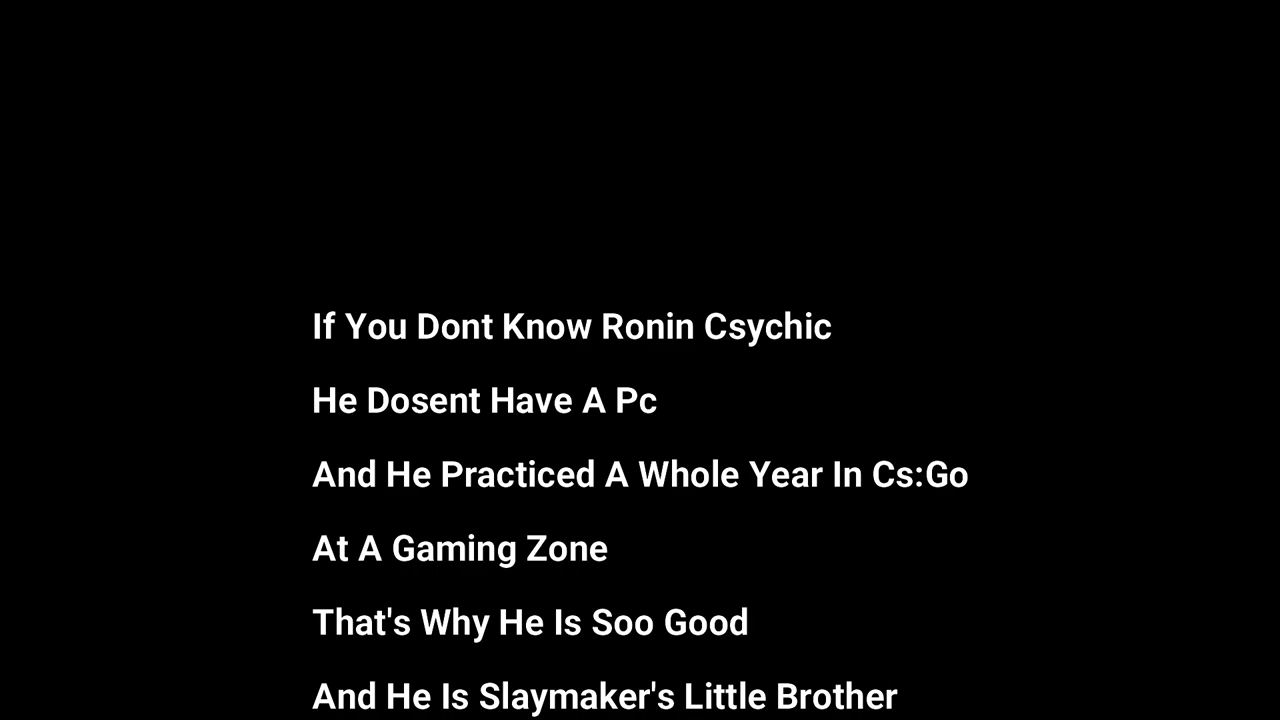 If You Dont Know Ronin Csychic
He Dosent Have A Pc
And He Practiced A Whole Year In Cs:Go
At A Gaming Zone
That's Why He Is Soo Good
And He Is Slaymaker's Little Brother